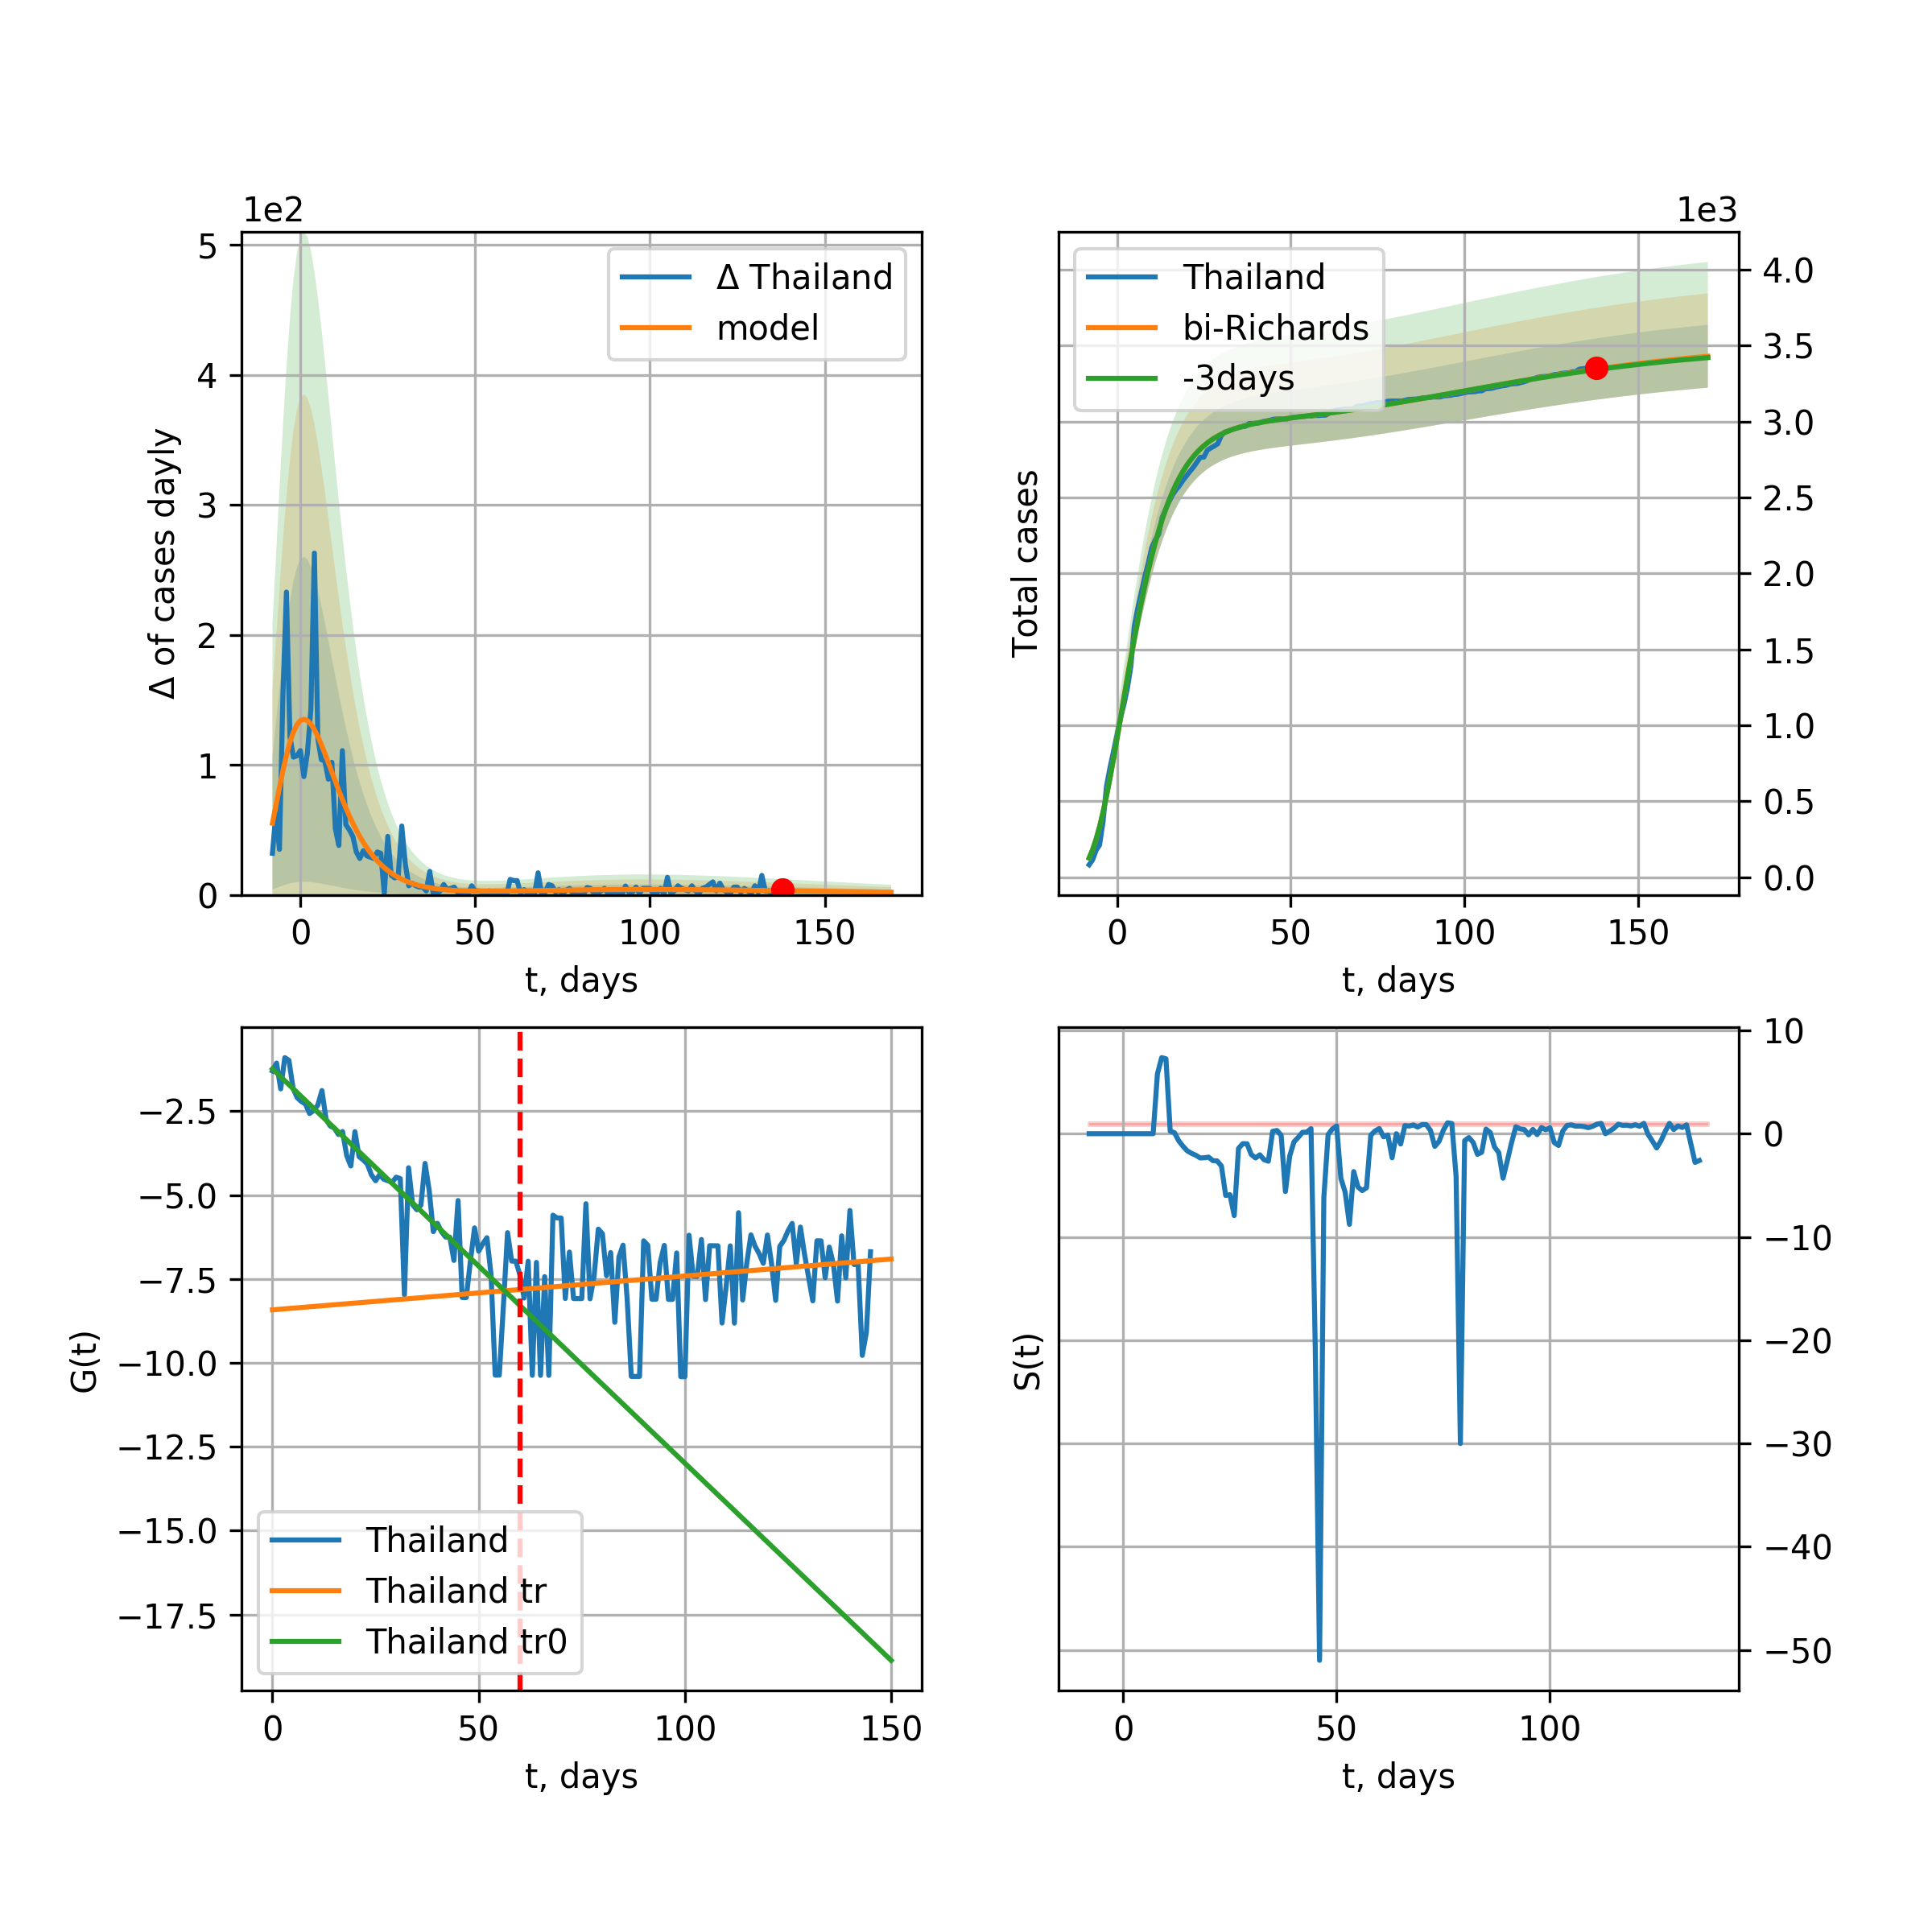 1e2
5
4
3
2
1
0
Δ of cases dayly
Δ Thailand
model
0
50
100
150
t, days
1e3
Thailand
bi-Richards
-3days
Total cases
4.0
3.5
3.0
2.5
2.0
1.5
1.0
0.5
0.0
0
50
100
150
t, days
−2.5
−5.0
−7.5
−10.0
−12.5
−15.0
−17.5
G(t)
Thailand
Thailand tr
Thailand tr0
0
50
100
150
t, days
S(t)
10
0
−10
−20
−30
−40
−50
0
50
100
t, days